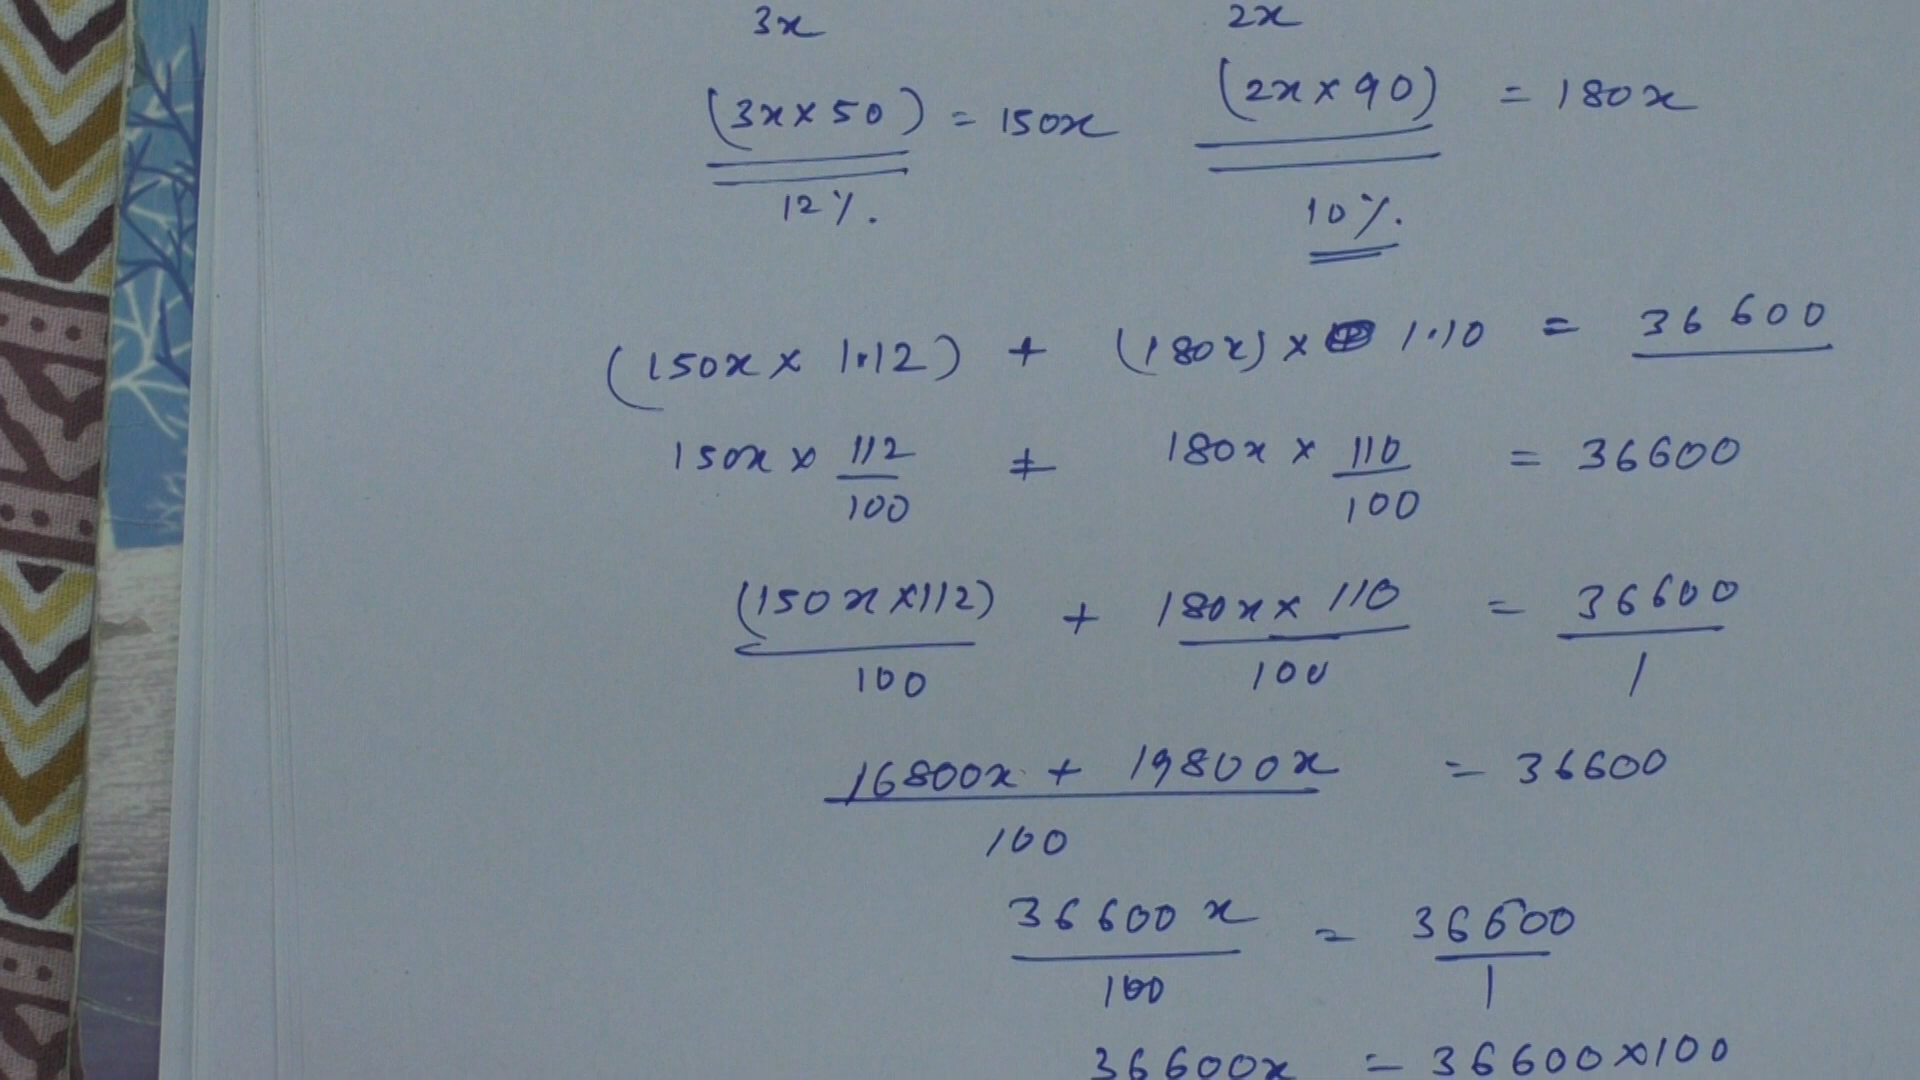 3x 2x
(3x × 50) = 150x (2x × 90) = 180x
12%. 10%.
(150x × 1.12) + (180x) × 1.10 = 36600
150x × 112/100 + 180x × 110/100 = 36600
(150x × 112)/100 + 180x × 110/100 = 36600/1
16800x + 19800x/100 = 36600
36600x/100 = 36600/1
36600x = 36600×100